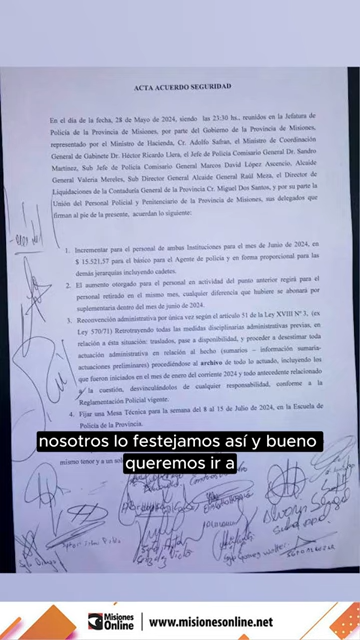 ACTA ACUERDO SEGURIDAD
En el día de la fecha, 28 de Mayo de 2024, siendo las 23:30 hs., reunidos en la Jefatura de
Policía de la Provincia de Misiones, por parte del Gobierno de la Provincia de Misiones,
representado por el Ministro de Hacienda, Cr. Adolfo Safran, el Ministro de Coordinación
General de Gabinete Dr. Héctor Ricardo Llera, el Jefe de Policía Comisario General Dr. Sandro
Martinez, Sub Jefe de Policía Comisario General Marcos David López Ascencio, Alcaide
General Valeria Moreles, Sub Director General Alcaide General Raúl Meza, el Director de
Liquidaciones de la Contaduría General de la Provincia Cr. Miguel Dos Santos, y por su parte la
Unión del Personal Policial y Penitenciario de la Provincia de Misiones, sus delegados que
firman al pie de la presente, acuerdan lo siguiente:
1. Incrementar para el personal de ambas Instituciones para el mes de Junio de 2024, en
$ 15.521,57 para el básico para el Agente de policía y en forma proporcional para las
demás jerarquías incluyendo cadetes.
2. El aumento otorgado para el personal en actividad del punto anterior regirá para el
personal retirado en el mismo mes, cualquier diferencia que hubiere se abonará por
suplementaria dentro del mes de junio de 2024.
3. Reconvención administrativa por única vez según el artículo 51 de la Ley XVIII N° 3, (ex
Ley 570/71) Retrotrayendo todas las medidas disciplinarias administrativas previas, en
relación a esta situación: traslados, pase a disponibilidad, y proceder a desestimar toda
actuación administrativa en relación al hecho (sumarios – información sumaria-
actuaciones preliminares) procediéndose al archivo de todo lo actuado, incluyendo los
que fueron iniciados en el mes de enero del corriente 2024 y todo antecedente relacionado
a la cuestión, desvinculándolos de cualquier responsabilidad, conforme a la
Reglamentación Policial vigente.
4. Fijar una Mesa Técnica para la semana del 8 al 15 de Julio de 2024, en la Escuela de
Policía de la Provincia.
nosotros lo festejamos así y bueno
queremos ir a
mismo tenor y a un solo
Misiones
Online
www.misionesonline.net